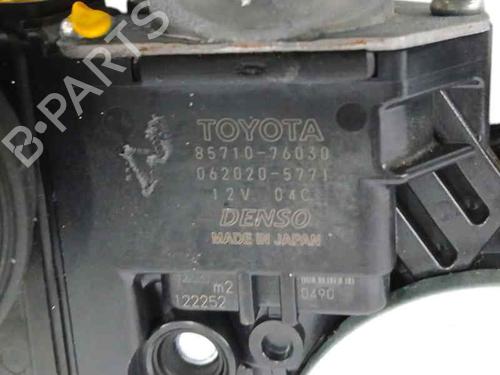 TOYOTA
85710-76030
062020-5771
12V 04C
DENSO
MADE IN JAPAN
m2
122252
0490
B-PARTS